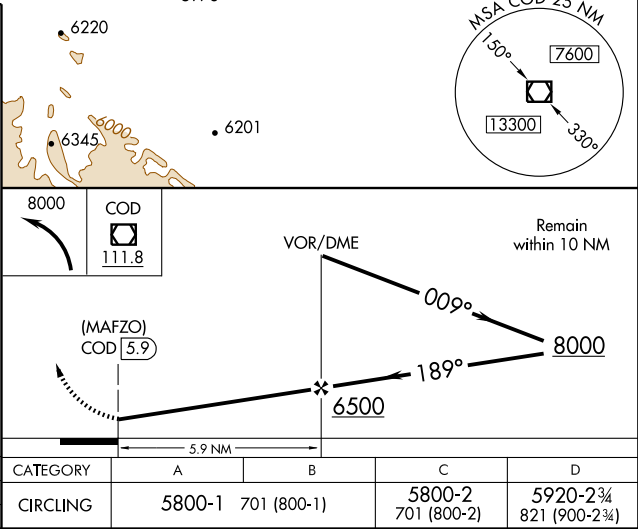 6220
6345
6000
6201
MSA COD 25 NM
150°
7600
13300
330°
8000
COD
111.8
VOR/DME
Remain
within 10 NM
009°
8000
189°
6500
(MAFZO)
COD 5.9
5.9 NM
CATEGORY A B C D
CIRCLING 5800-1 701 (800-1) 5800-2 701 (800-2) 5920-2¾ 821 (900-2¾)